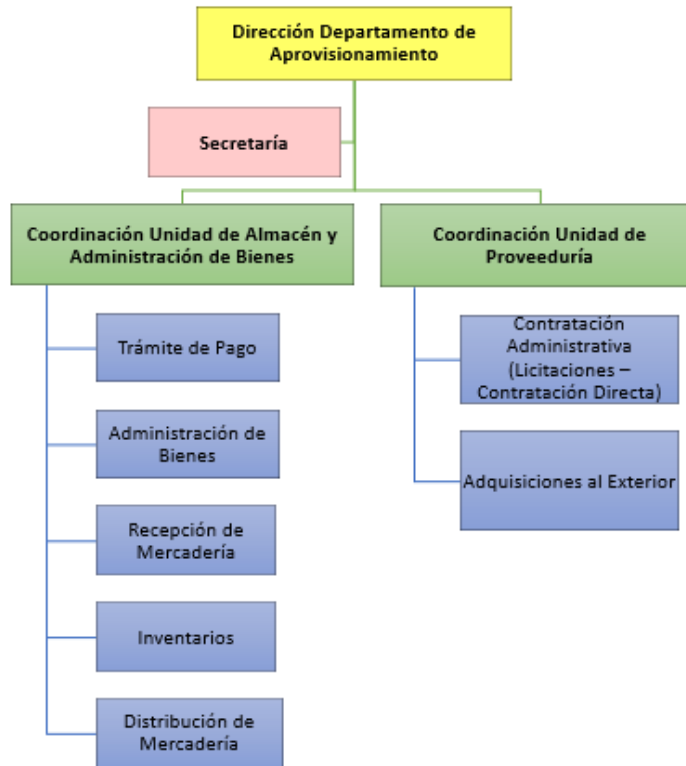 Dirección Departamento de
Aprovisionamiento
Secretaría
Coordinación Unidad de Almacén y
Administración de Bienes
Trámite de Pago
Administración de
Bienes
Recepción de
Mercadería
Inventarios
Distribución de
Mercadería
Coordinación Unidad de
Proveeduría
Contratación
Administrativa
(Licitaciones –
Contratación Directa)
Adquisiciones al Exterior